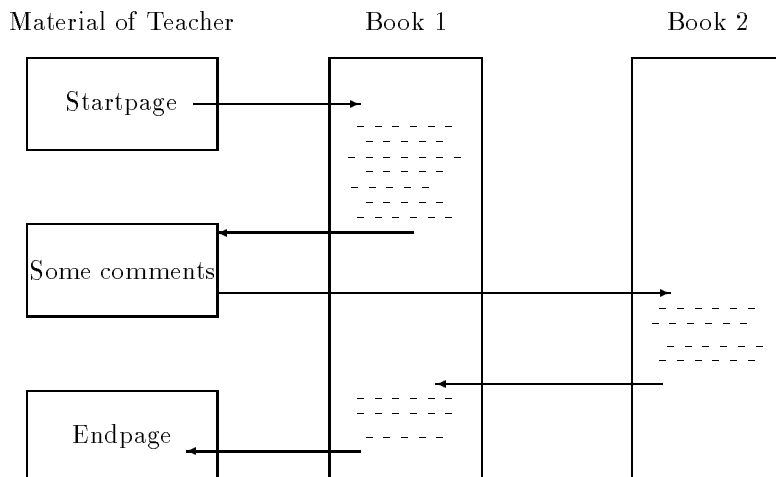 Material of Teacher
Book 1
Book 2
Startpage
Some comments
Endpage